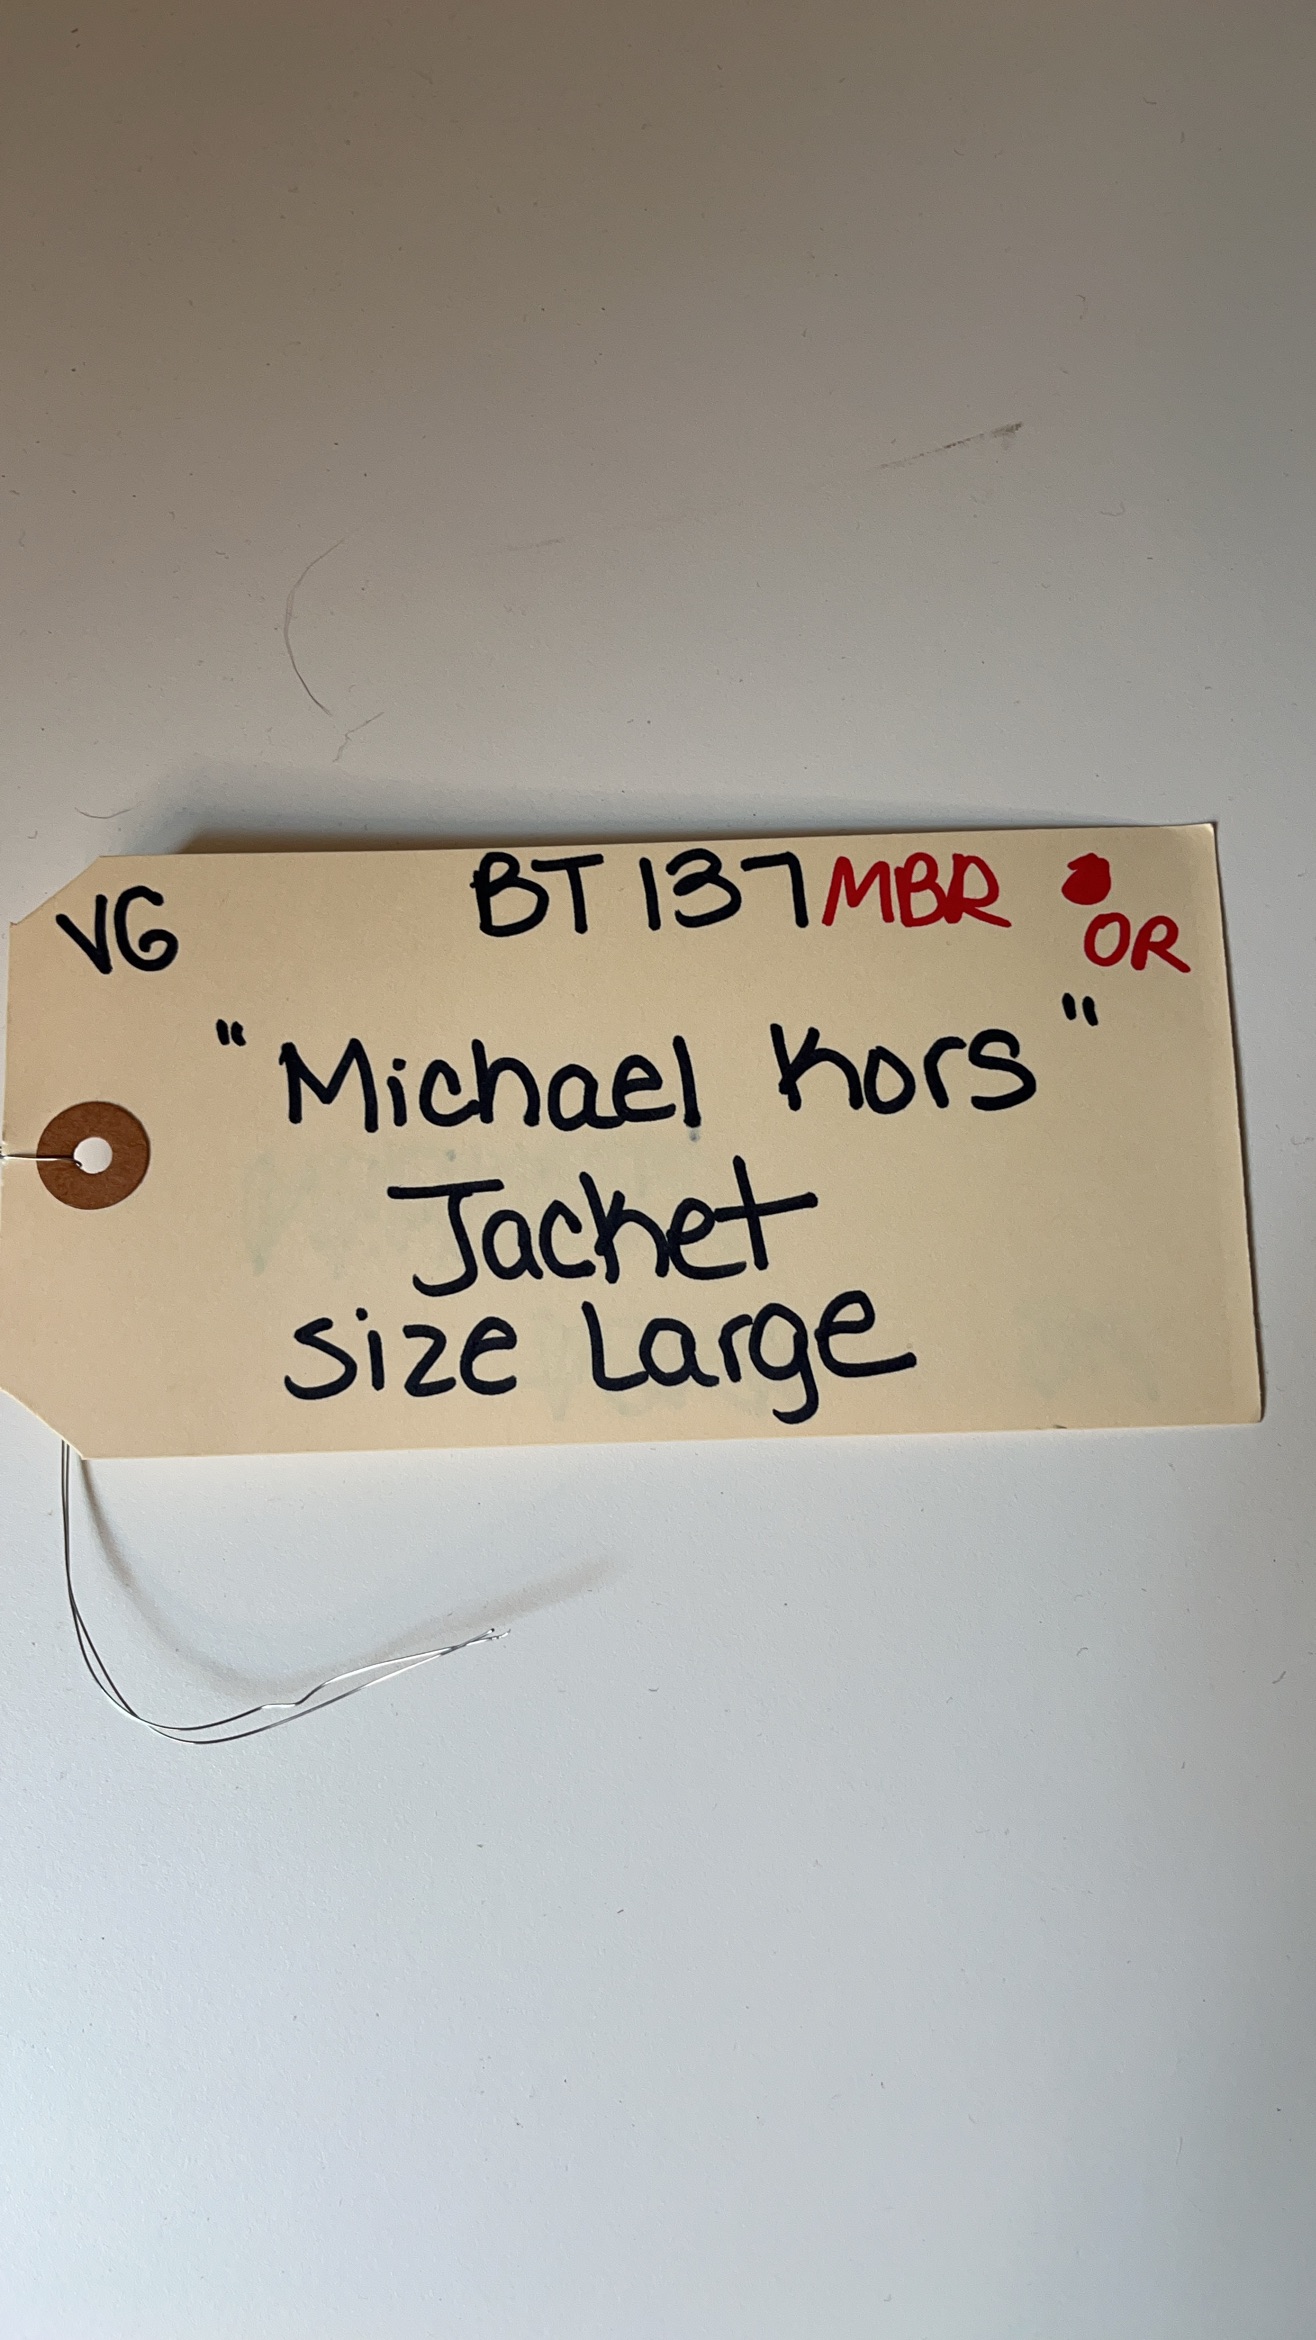 VG BT 137 MBR
OR
"Michael Kors"
Jacket
size Large